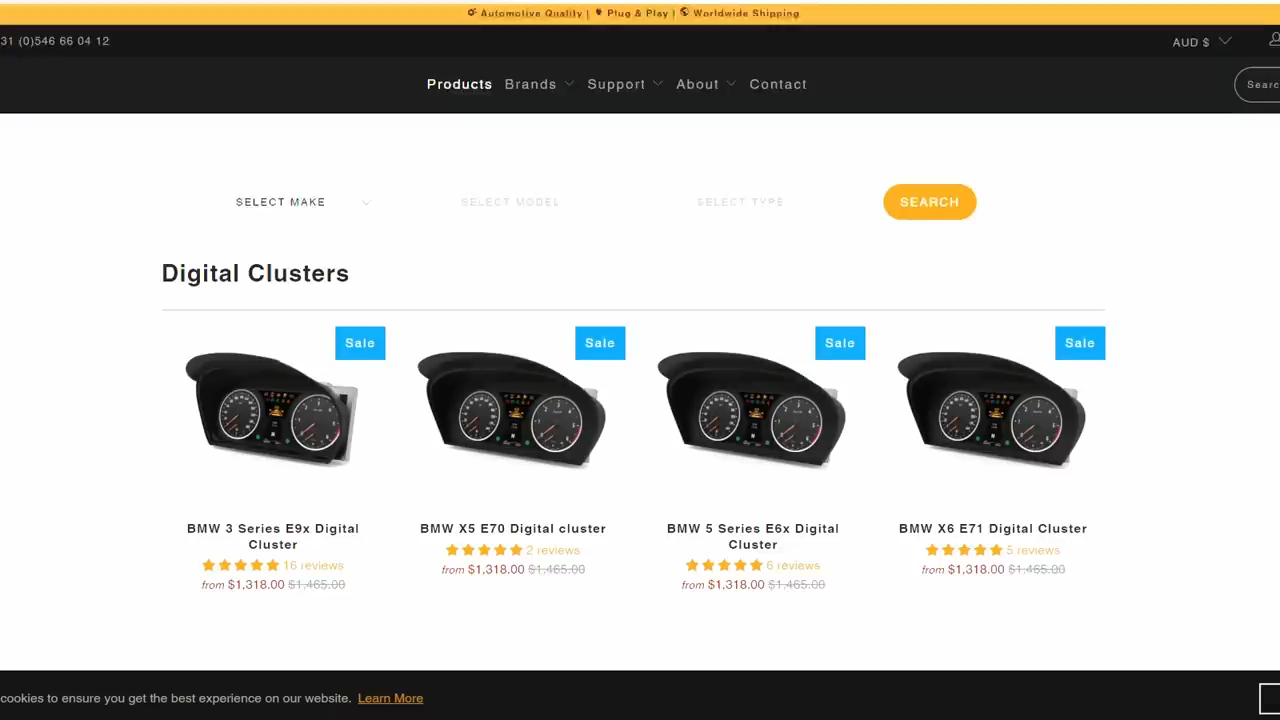 Automotive Quality | Plug & Play | Worldwide Shipping
31 (0)546 66 04 12
AUD $
Products Brands Support About Contact
Searc
SELECT MAKE
SELECT MODEL
SELECT TYPE
SEARCH
Digital Clusters
Sale
Sale
Sale
Sale
BMW 3 Series E9x Digital
Cluster
16 reviews
from $1,318.00 $1,465.00
BMW X5 E70 Digital cluster
2 reviews
from $1,318.00 $1,465.00
BMW 5 Series E6x Digital
Cluster
6 reviews
from $1,318.00 $1,465.00
BMW X6 E71 Digital Cluster
5 reviews
from $1,318.00 $1,465.00
cookies to ensure you get the best experience on our website. Learn More